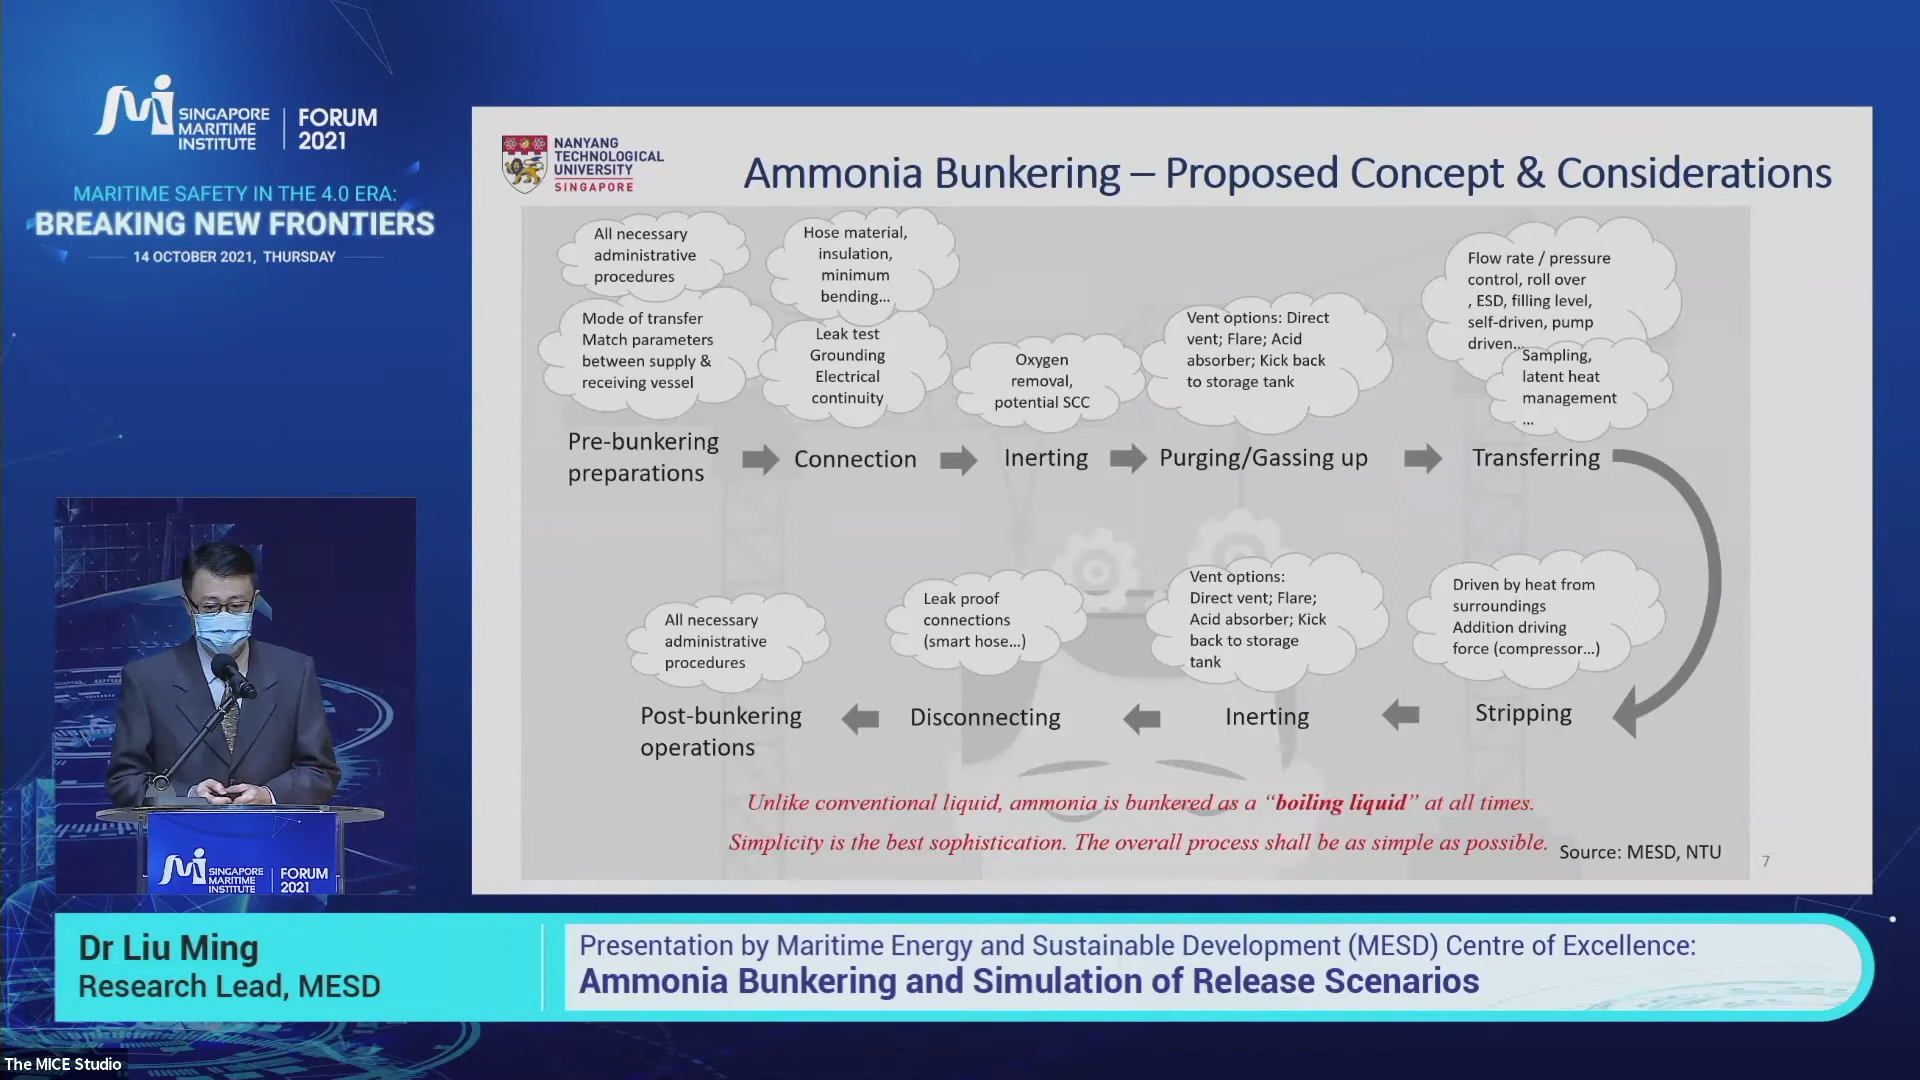 SINGAPORE
MARITIME
INSTITUTE
FORUM
2021
MARITIME SAFETY IN THE 4.0 ERA:
BREAKING NEW FRONTIERS
14 OCTOBER 2021, THURSDAY
NANYANG
TECHNOLOGICAL
UNIVERSITY
SINGAPORE
Ammonia Bunkering – Proposed Concept & Considerations
All necessary
administrative
procedures
Mode of transfer
Match parameters
between supply &
receiving vessel
Pre-bunkering
preparations
Hose material,
insulation,
minimum
bending...
Leak test
Grounding
Electrical
continuity
Connection
Oxygen
removal,
potential SCC
Inerting
Vent options: Direct
vent; Flare; Acid
absorber; Kick back
to storage tank
Purging/Gassing up
Flow rate / pressure
control, roll over
, ESD, filling level,
self-driven, pump
driven...
Sampling,
latent heat
management
...
Transferring
Driven by heat from
surroundings
Addition driving
force (compressor...)
Stripping
Vent options:
Direct vent; Flare;
Acid absorber; Kick
back to storage
tank
Inerting
Leak proof
connections
(smart hose...)
Disconnecting
All necessary
administrative
procedures
Post-bunkering
operations
Unlike conventional liquid, ammonia is bunkered as a “boiling liquid” at all times.
Simplicity is the best sophistication. The overall process shall be as simple as possible.
Source: MESD, NTU
7
SINGAPORE
MARITIME
INSTITUTE
FORUM
2021
Dr Liu Ming
Research Lead, MESD
Presentation by Maritime Energy and Sustainable Development (MESD) Centre of Excellence:
Ammonia Bunkering and Simulation of Release Scenarios
The MICE Studio